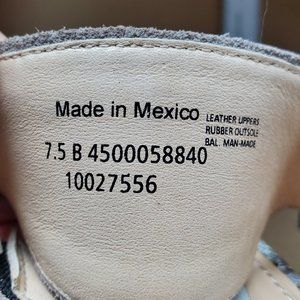 Made in Mexico
LEATHER UPPERS
RUBBER OUTSOLE
BAL. MAN-MADE
7.5 B 4500058840
10027556